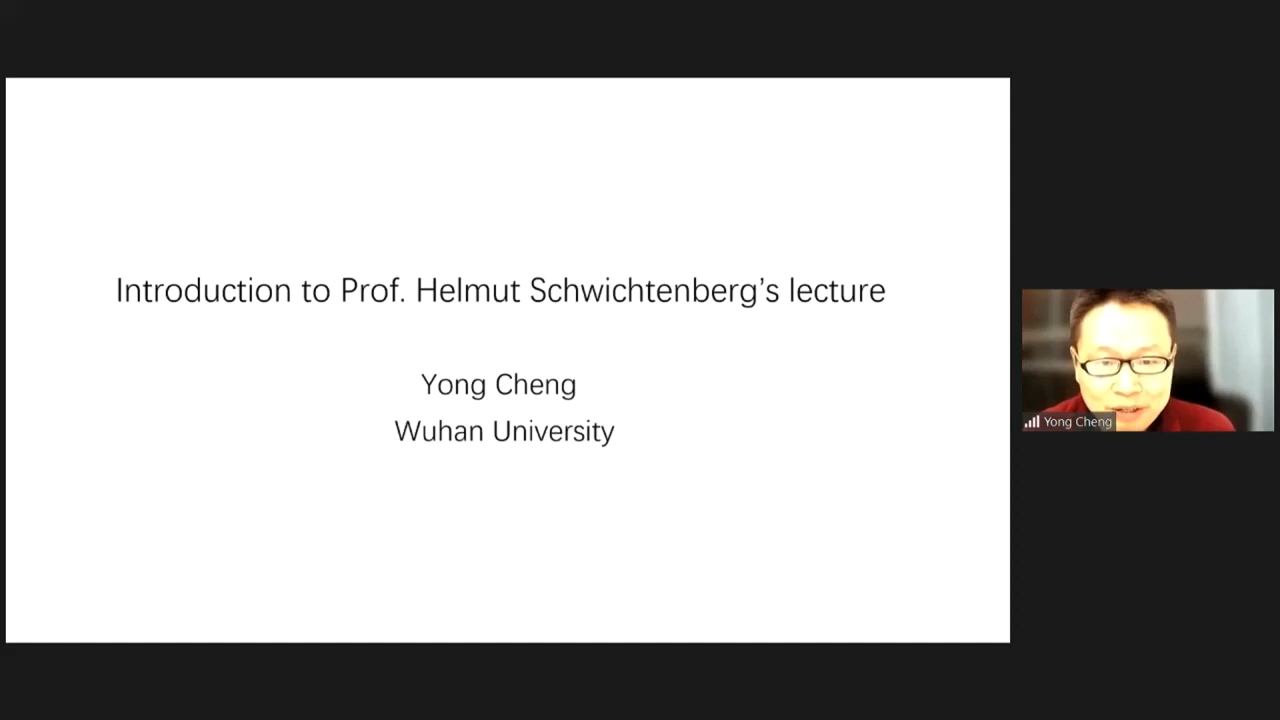 Introduction to Prof. Helmut Schwichtenberg’s lecture
Yong Cheng
Wuhan University
Yong Cheng